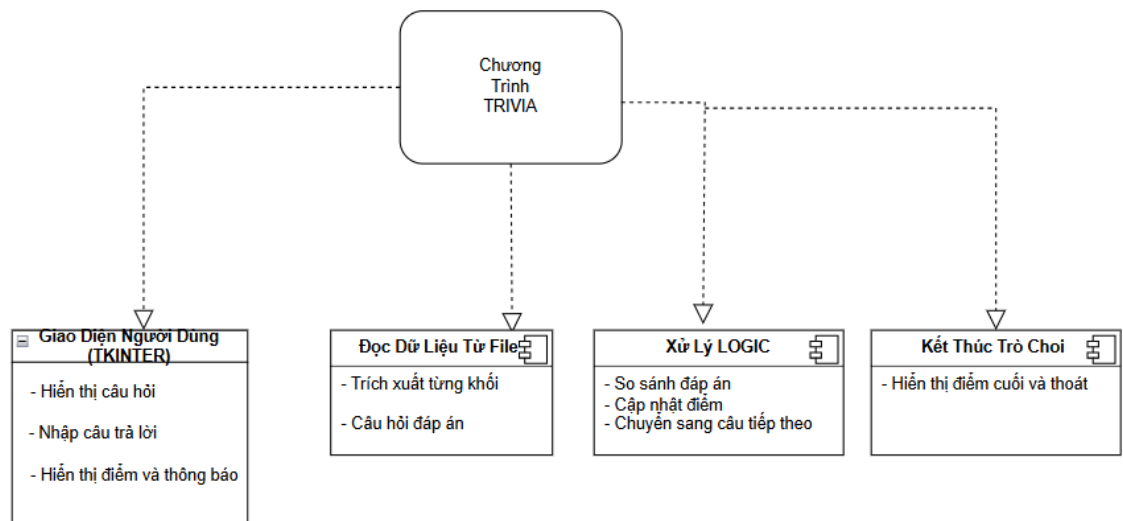 Chương
Trình
TRIVIA
Giao Diện Người Dùng
(TKINTER)
- Hiển thị câu hỏi
- Nhập câu trả lời
- Hiển thị điểm và thông báo
Đọc Dữ Liệu Từ File
- Trích xuất từng khối
- Câu hỏi đáp án
Xử Lý LOGIC
- So sánh đáp án
- Cập nhật điểm
- Chuyển sang câu tiếp theo
Kết Thúc Trò Chơi
- Hiển thị điểm cuối và thoát